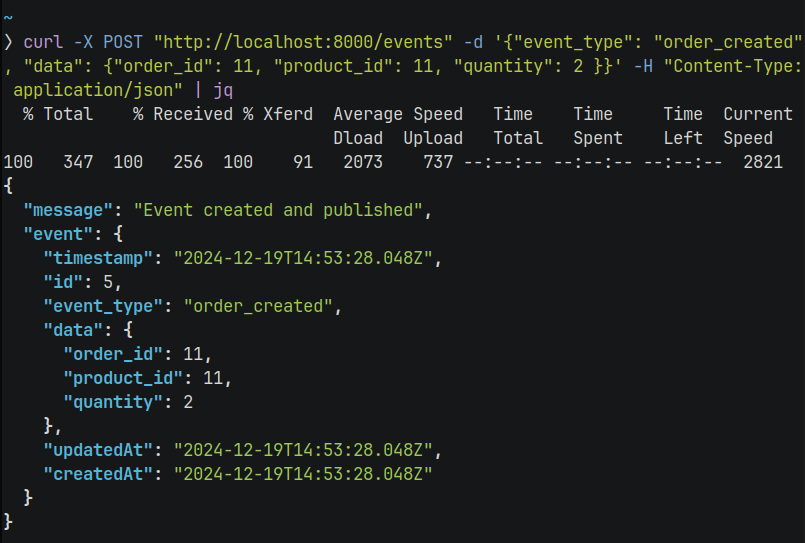 ~
❯ curl -X POST "http://localhost:8000/events" -d '{"event_type": "order_created"
, "data": {"order_id": 11, "product_id": 11, "quantity": 2 }}' -H "Content-Type:
 application/json" | jq
  % Total    % Received % Xferd  Average Speed   Time    Time     Time  Current
                                 Dload  Upload   Total   Spent    Left  Speed
100   347  100   256  100    91   2073    737 --:--:-- --:--:-- --:--:--  2821
{
  "message": "Event created and published",
  "event": {
    "timestamp": "2024-12-19T14:53:28.048Z",
    "id": 5,
    "event_type": "order_created",
    "data": {
      "order_id": 11,
      "product_id": 11,
      "quantity": 2
    },
    "updatedAt": "2024-12-19T14:53:28.048Z",
    "createdAt": "2024-12-19T14:53:28.048Z"
  }
}